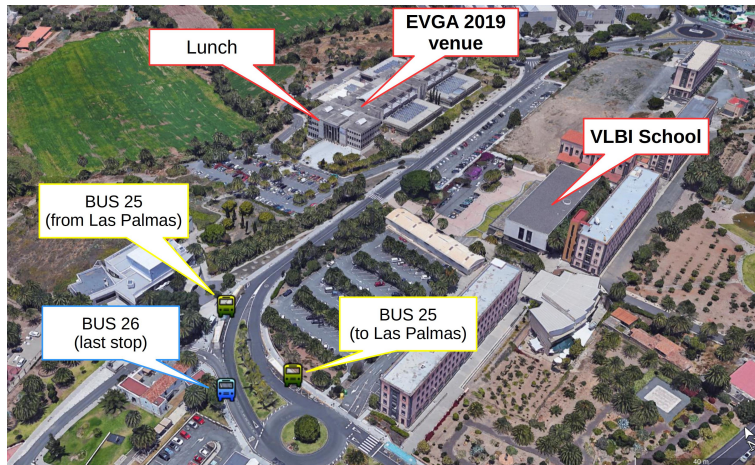 EVGA 2019
venue
Lunch
VLBI School
BUS 25
(from Las Palmas)
BUS 25
(to Las Palmas)
BUS 26
(last stop)
40 m